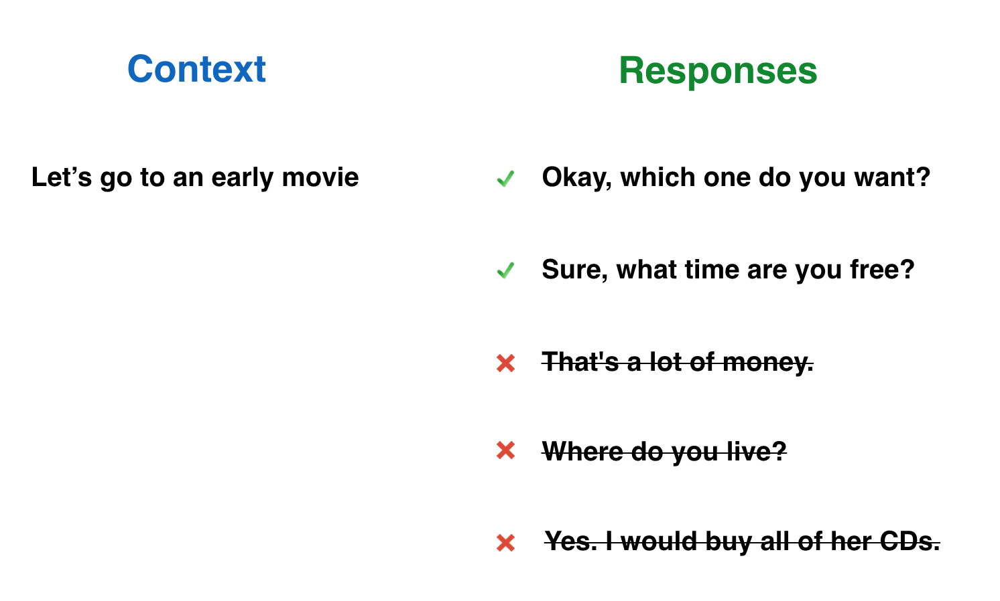 Context
Responses
Let’s go to an early movie
Okay, which one do you want?
Sure, what time are you free?
That's a lot of money.
Where do you live?
Yes. I would buy all of her CDs.